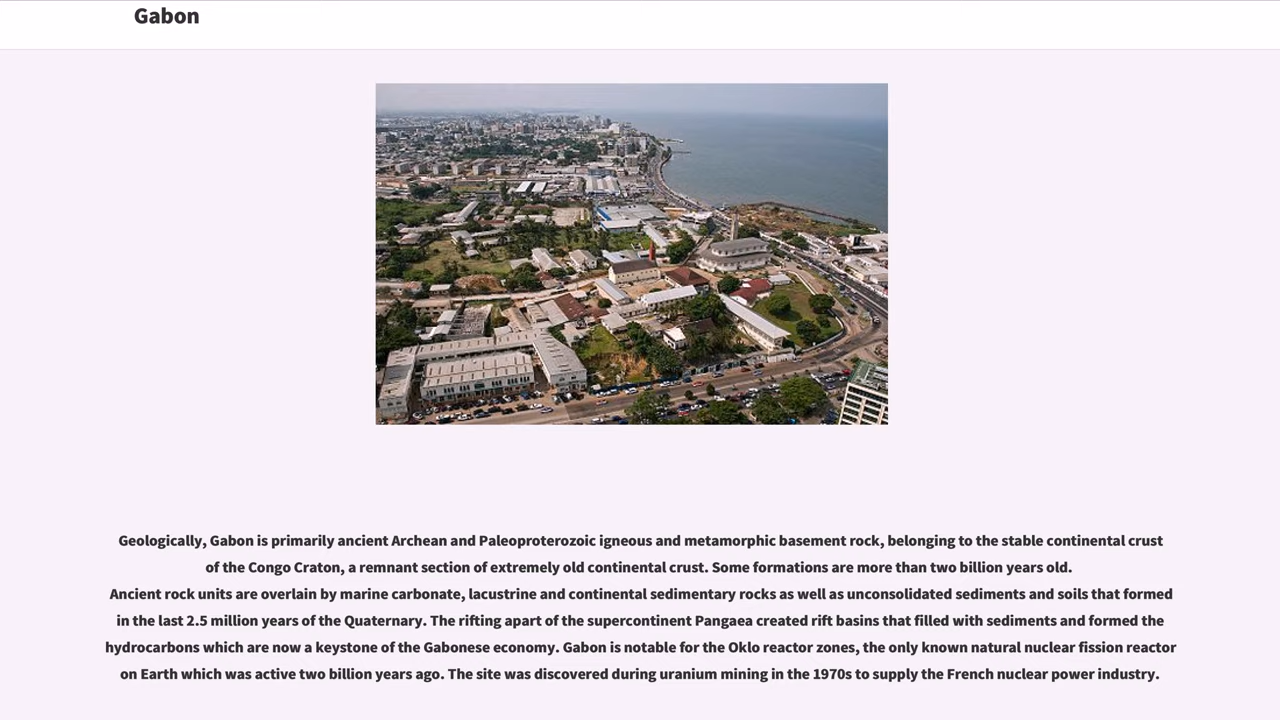 Gabon
Geologically, Gabon is primarily ancient Archean and Paleoproterozoic igneous and metamorphic basement rock, belonging to the stable continental crust
of the Congo Craton, a remnant section of extremely old continental crust. Some formations are more than two billion years old.
Ancient rock units are overlain by marine carbonate, lacustrine and continental sedimentary rocks as well as unconsolidated sediments and soils that formed
in the last 2.5 million years of the Quaternary. The rifting apart of the supercontinent Pangaea created rift basins that filled with sediments and formed the
hydrocarbons which are now a keystone of the Gabonese economy. Gabon is notable for the Oklo reactor zones, the only known natural nuclear fission reactor
on Earth which was active two billion years ago. The site was discovered during uranium mining in the 1970s to supply the French nuclear power industry.